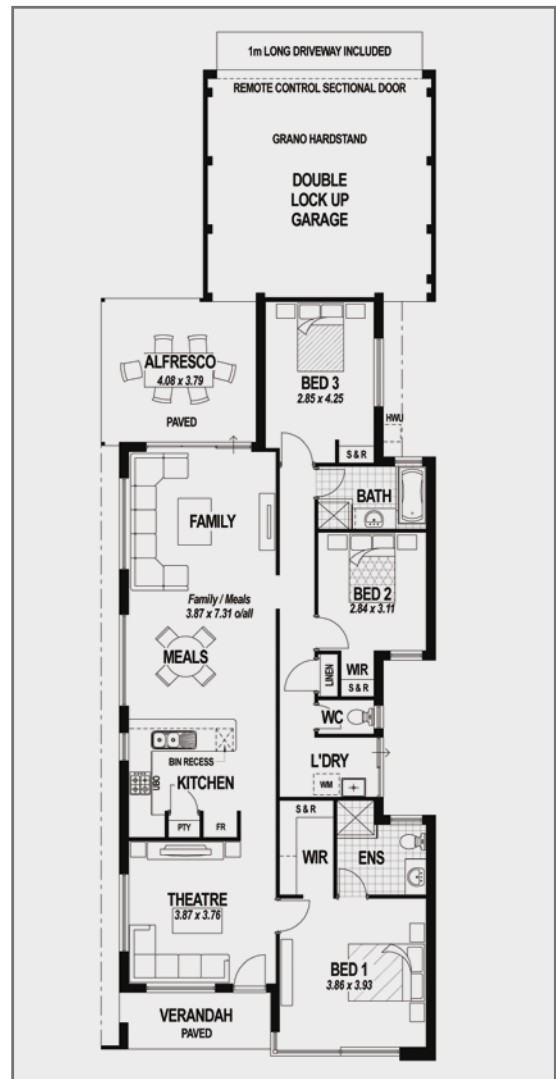 1m LONG DRIVEWAY INCLUDED
REMOTE CONTROL SECTIONAL DOOR
GRANO HARDSTAND
DOUBLE
LOCK UP
GARAGE
ALFRESCO
4.08 x 3.79
PAVED
BED 3
2.85 x 4.25
HWU
S & R
BATH
FAMILY
Family / Meals
3.87 x 7.31 o/all
BED 2
2.84 x 3.11
MEALS
LINEN
WIR
S & R
WC
BIN RECESS
L'DRY
UBO
KITCHEN
WM
PTY
FR
S & R
WIR
ENS
THEATRE
3.87 x 3.76
BED 1
3.86 x 3.93
VERANDAH
PAVED